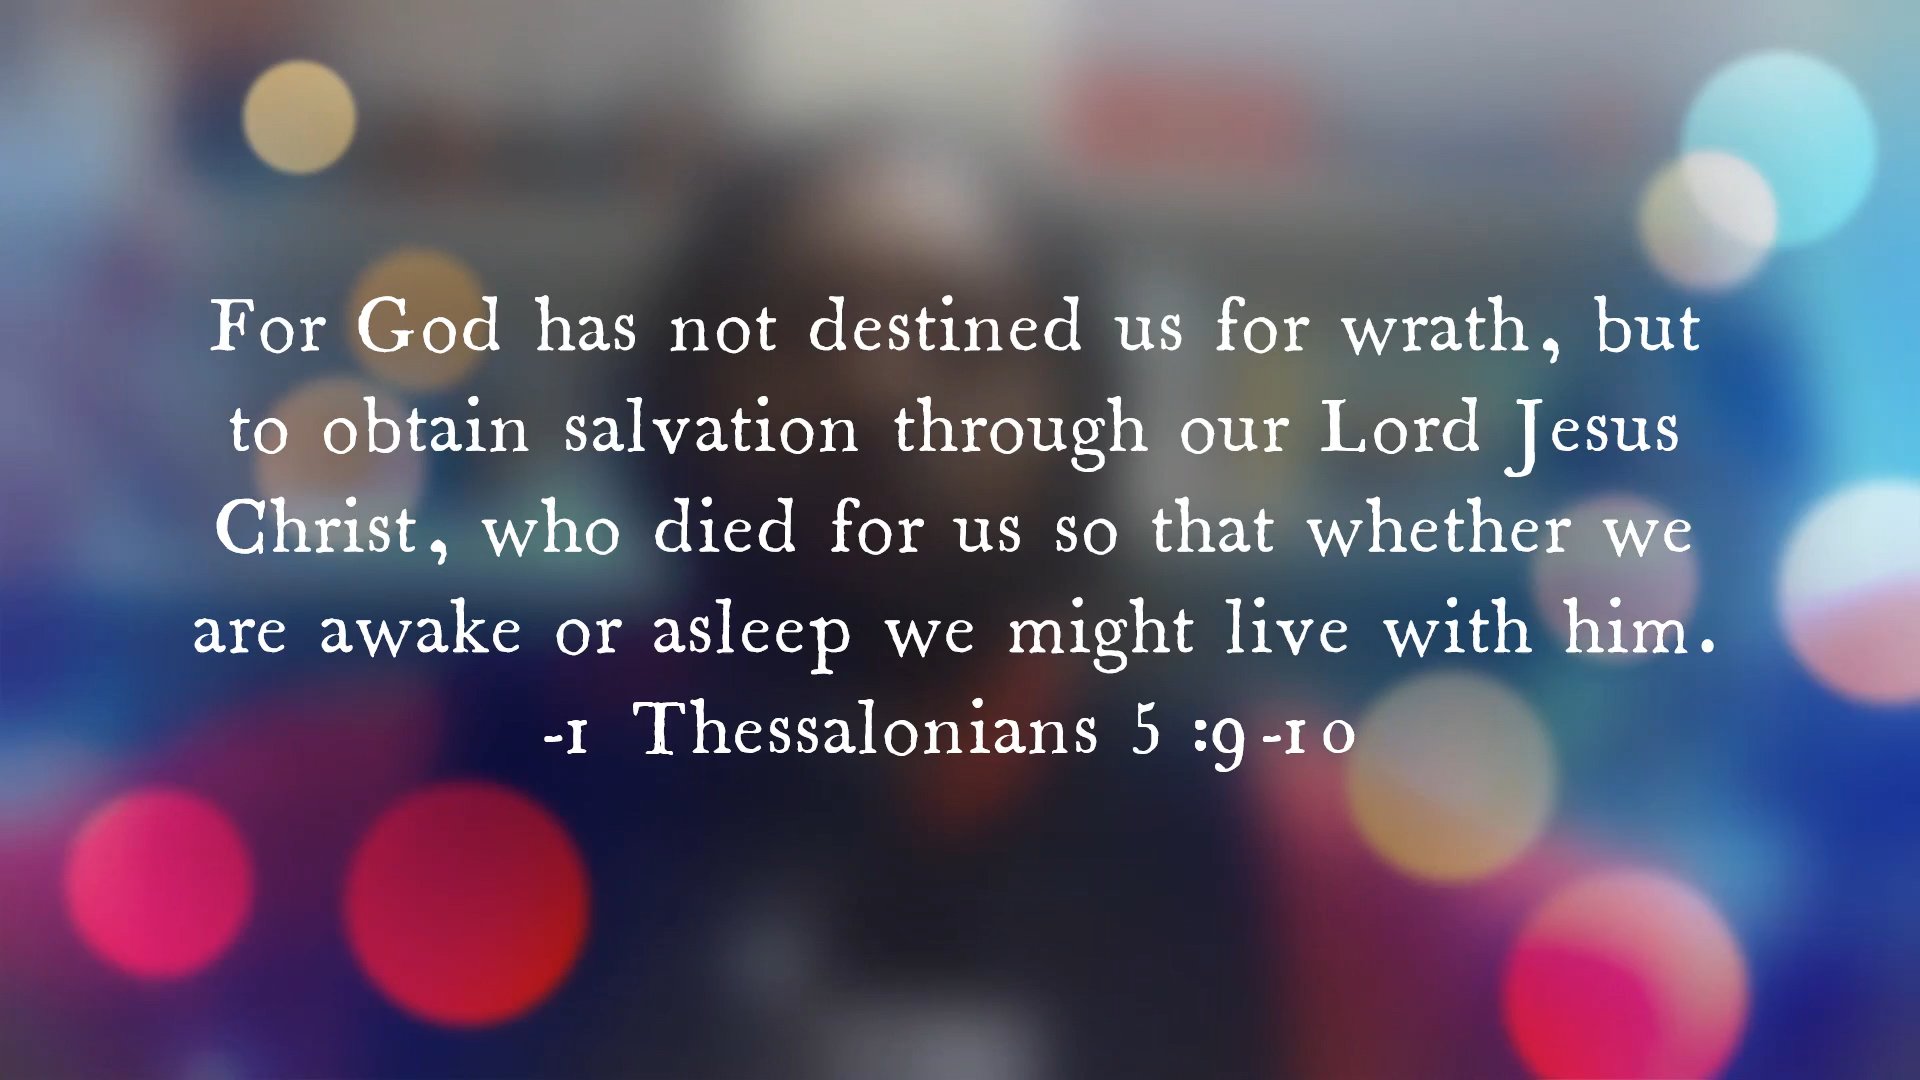 For God has not destined us for wrath, but
to obtain salvation through our Lord Jesus
Christ, who died for us so that whether we
are awake or asleep we might live with him.
-1 Thessalonians 5 :9-10